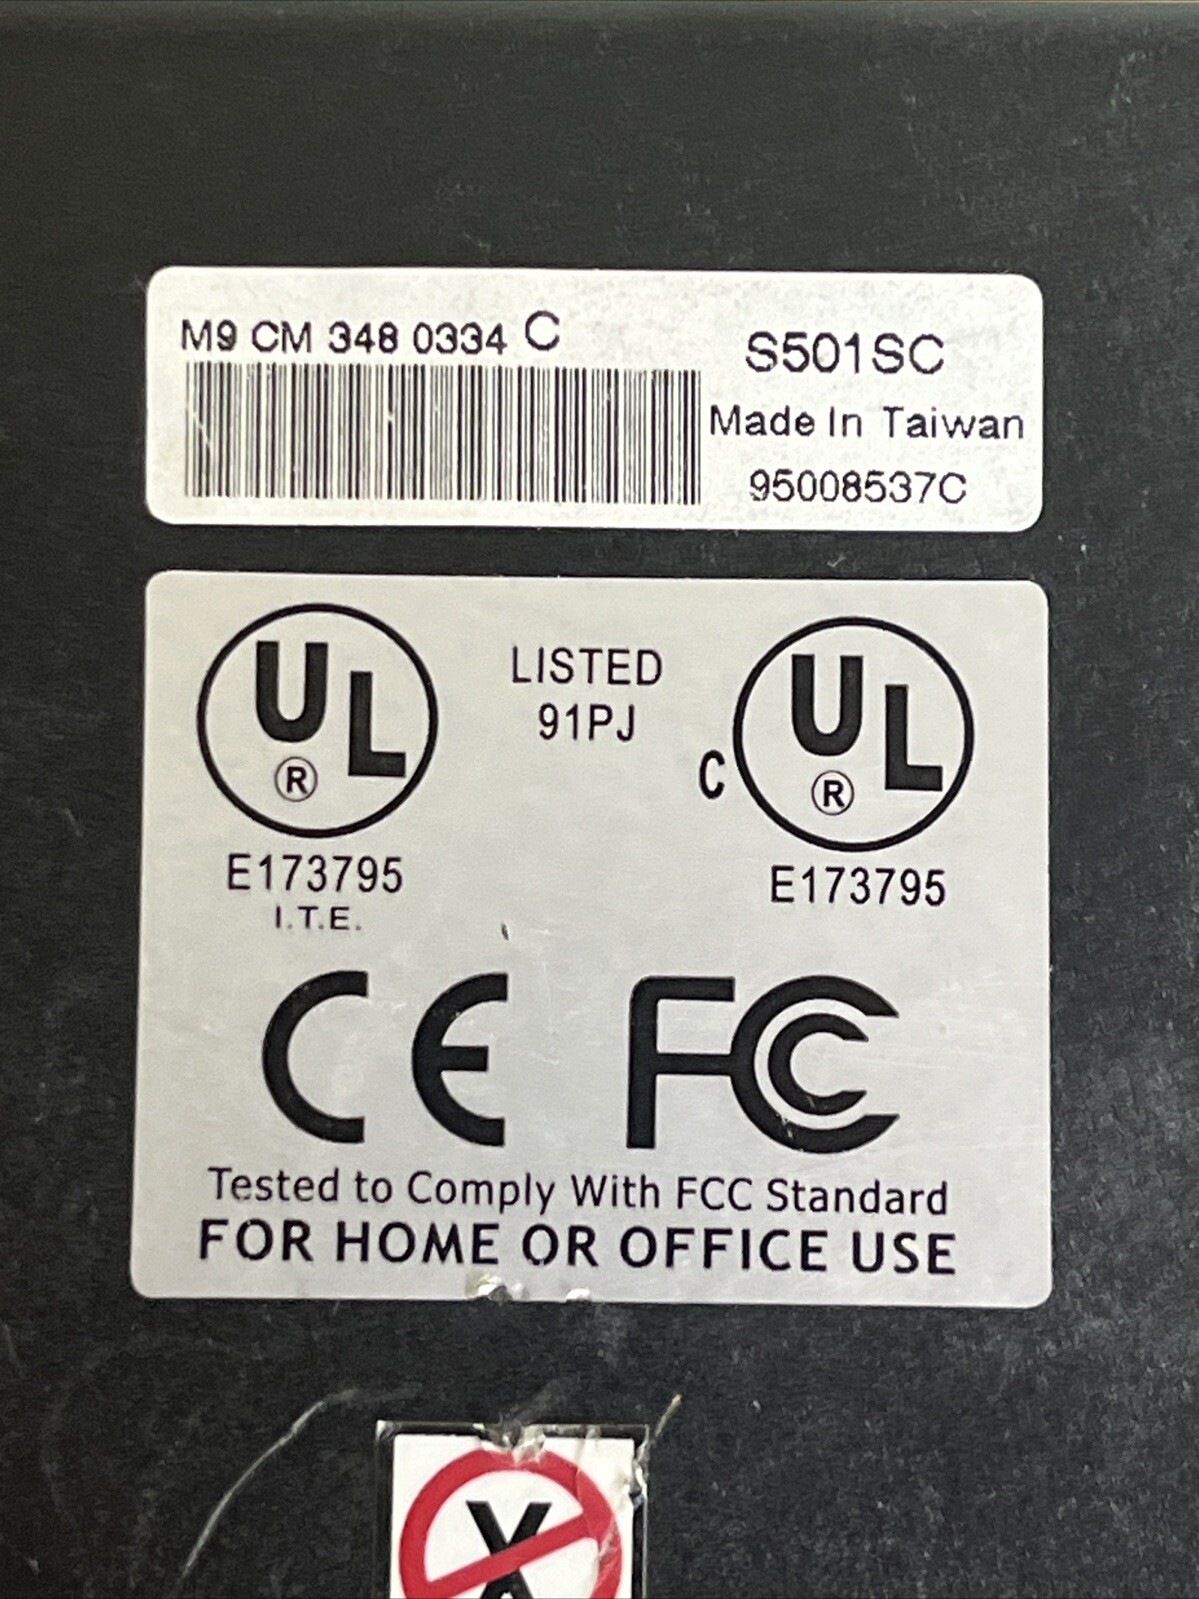 M9 CM 348 0334 C
S501SC
Made In Taiwan
95008537C
UL
®
LISTED
91PJ
C
UL
®
E173795
I.T.E.
E173795
CE FCC
Tested to Comply With FCC Standard
FOR HOME OR OFFICE USE
X